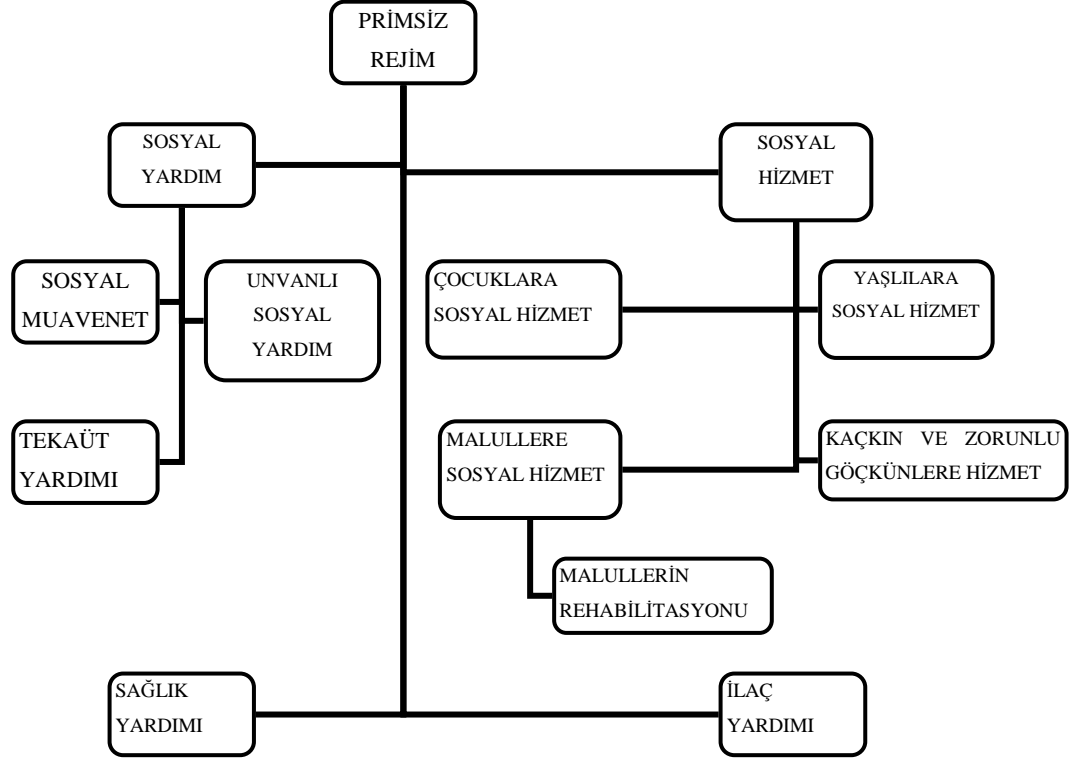 PRİMSİZ
REJİM
SOSYAL
YARDIM
SOSYAL
HİZMET
SOSYAL
MUAVENET
UNVANLI
SOSYAL
YARDIM
ÇOCUKLARA
SOSYAL HİZMET
YAŞLILARA
SOSYAL HİZMET
TEKAÜT
YARDIMI
MALULLERE
SOSYAL HİZMET
KAÇKIN VE ZORUNLU
GÖÇKÜNLERE HİZMET
MALULLERİN
REHABİLİTASYONU
SAĞLIK
YARDIMI
İLAÇ
YARDIMI